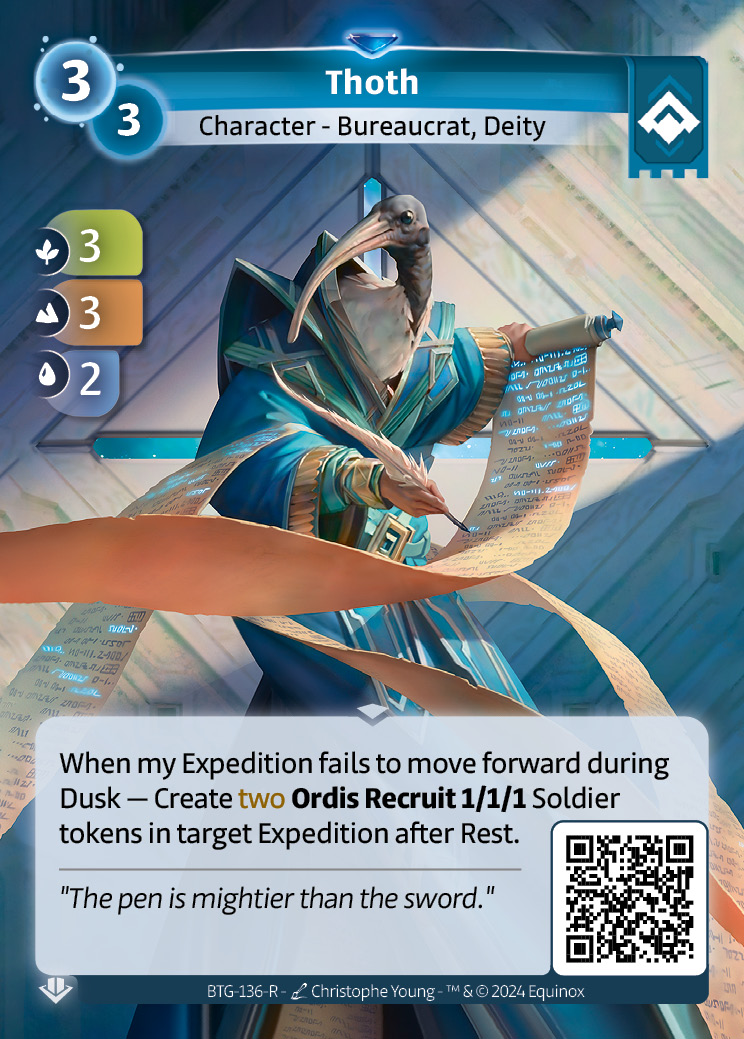 3
Thoth
3
Character - Bureaucrat, Deity
3
3
2
When my Expedition fails to move forward during
Dusk — Create two Ordis Recruit 1/1/1 Soldier
tokens in target Expedition after Rest.
"The pen is mightier than the sword."
BTG-136-R - Christophe Young - ™ & © 2024 Equinox